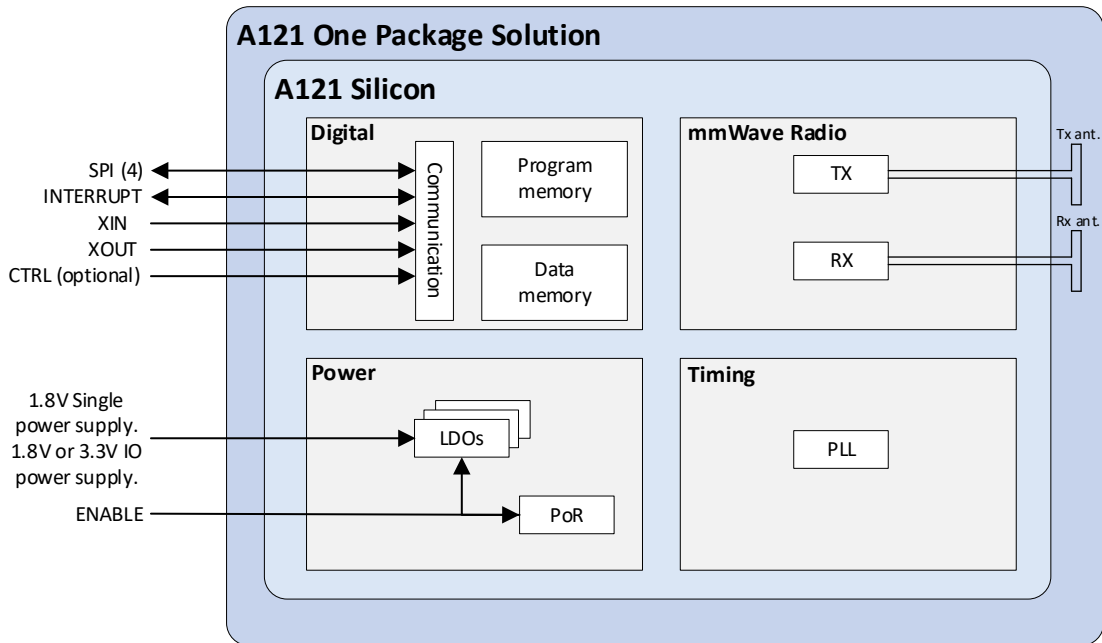 A121 One Package Solution
A121 Silicon
Digital
mmWave Radio
Tx ant.
SPI (4)
INTERRUPT
XIN
XOUT
CTRL (optional)
Communication
Program
memory
Data
memory
TX
RX
Rx ant.
Power
Timing
1.8V Single
power supply.
1.8V or 3.3V IO
power supply.
LDOs
PLL
ENABLE
PoR